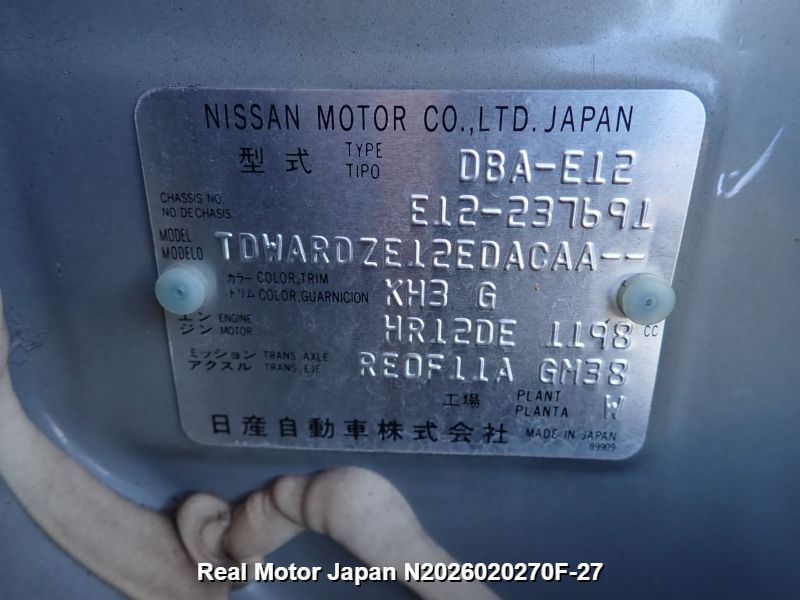 NISSAN MOTOR CO.,LTD. JAPAN
型式 TYPE TIPO DBA-E12
CHASSIS NO. NO.DE CHASIS E12-237691
MODEL MODELO TDWARDZE12EDACAA--
カラー COLOR,TRIM トリム COLOR,GUARNICION KH3 G
エンジン ENGINE MOTOR HR12DE 1198 CC
ミッション TRANS. AXLE アクスル TRANS. EJE RE0F11A GM38
工場 PLANT PLANTA W
日産自動車株式会社 MADE IN JAPAN
89909
Real Motor Japan N2026020270F-27